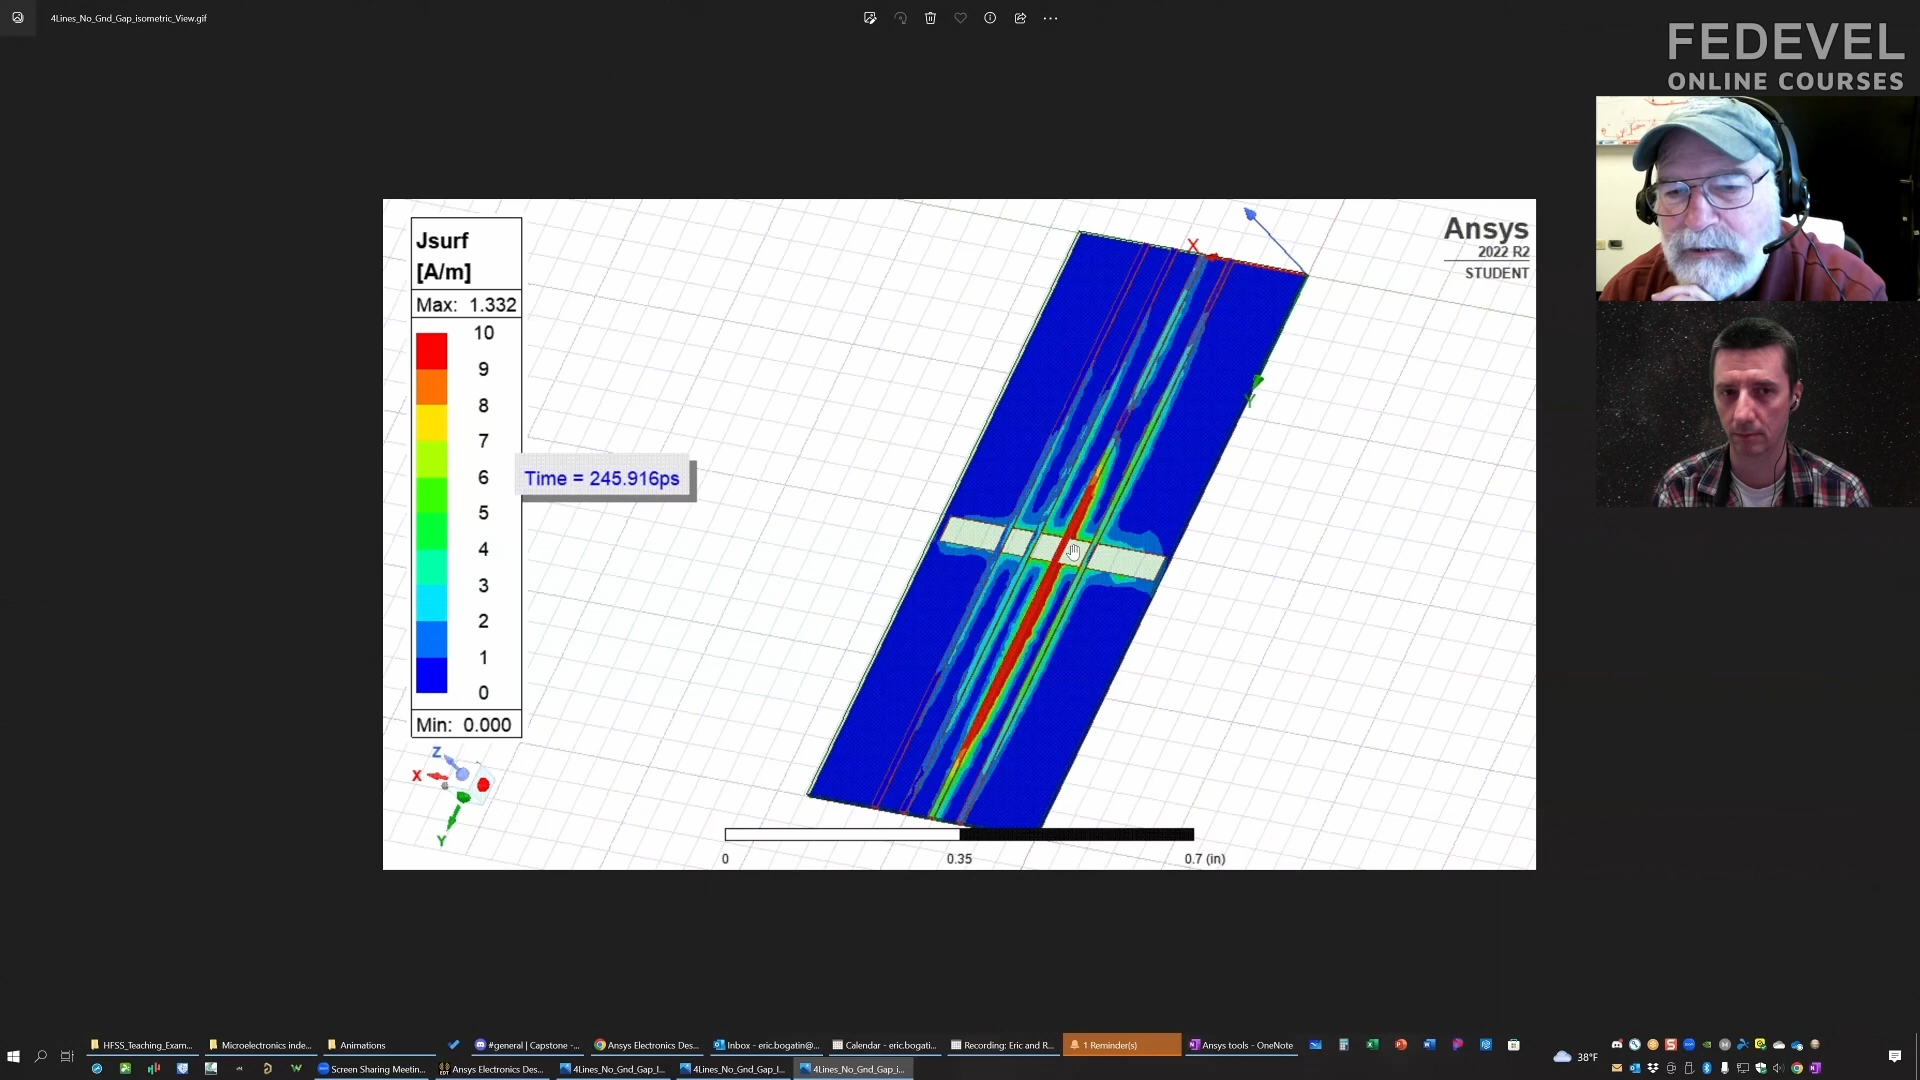 4Lines_No_Gnd_Gap_isometric_View.gif
FEDEVEL
ONLINE COURSES
Jsurf
[A/m]
Max: 1.332
10
9
8
7
6
5
4
3
2
1
0
Min: 0.000
Time = 245.916ps
Ansys
2022 R2
STUDENT
X
Y
Z
X
Y
0
0.35
0.7 (in)
HFSS_Teaching_Exam...
Microelectronics inde...
Animations
#general | Capstone -...
Ansys Electronics Des...
Inbox - eric.bogatin@...
Calendar - eric.bogati...
Recording: Eric and R...
1 Reminder(s)
Ansys tools - OneNote
Screen Sharing Meetin...
Ansys Electronics Des...
4Lines_No_Gnd_Gap_I...
4Lines_No_Gnd_Gap_I...
4Lines_No_Gnd_Gap_i...
38°F